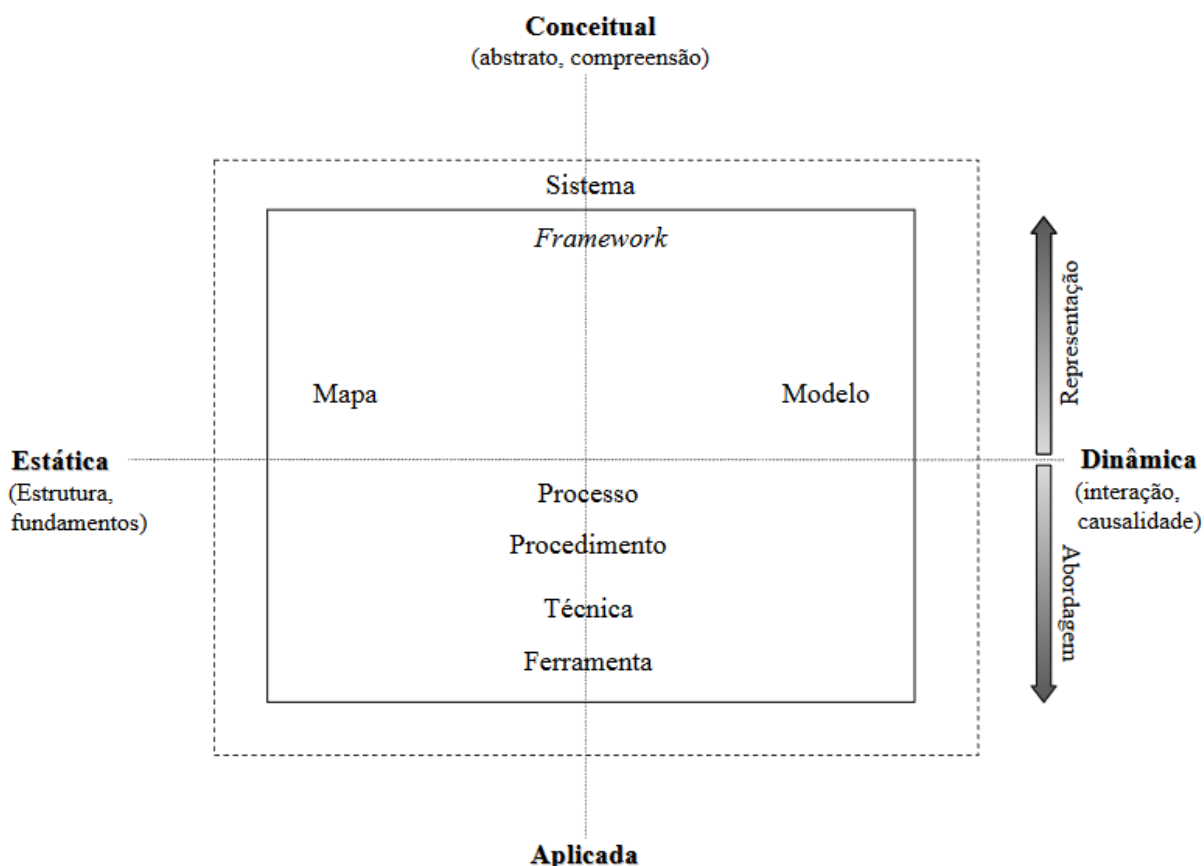 Conceitual
(abstrato, compreensão)
Sistema
Framework
Representação
Mapa
Modelo
Estática
(Estrutura,
fundamentos)
Dinâmica
(interação,
causalidade)
Processo
Procedimento
Técnica
Ferramenta
Abordagem
Aplicada